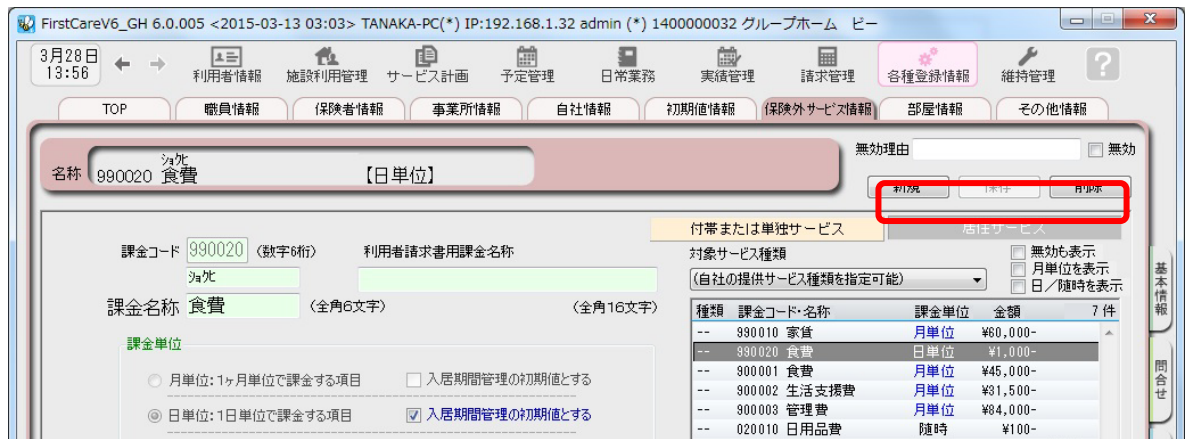 FirstCareV6_GH 6.0.005 <2015-03-13 03:03> TANAKA-PC(*) IP:192.168.1.32 admin (*) 1400000032 グループホーム ビー
3月28日
13:56
利用者情報 施設利用管理 サービス計画 予定管理 日常業務 実績管理 請求管理 各種登録情報 維持管理 ?
TOP 職員情報 保険者情報 事業所情報 自社情報 初期値情報 保険外サービス情報 部屋情報 その他情報
無効理由 無効
ショクヒ
名称 990020 食費 【日単位】
新規 保存 削除
付帯または単独サービス 居住サービス
課金コード 990020 (数字6桁) 利用者請求書用課金名称
対象サービス種類 無効も表示
月単位を表示
ショクヒ
(自社の提供サービス種類を指定可能) 日/随時を表示
課金名称 食費 (全角6文字) (全角16文字)
種類 課金コード・名称 課金単位 金額 7件
-- 990010 家賃 月単位 ¥60,000-
課金単位
-- 990020 食費 日単位 ¥1,000-
-- 900001 食費 月単位 ¥45,000-
月単位:1ヶ月単位で課金する項目 入居期間管理の初期値とする
-- 900002 生活支援費 月単位 ¥31,500-
-- 900003 管理費 月単位 ¥84,000-
日単位:1日単位で課金する項目 入居期間管理の初期値とする
-- 020010 日用品費 随時 ¥100-
基本情報
問合せ